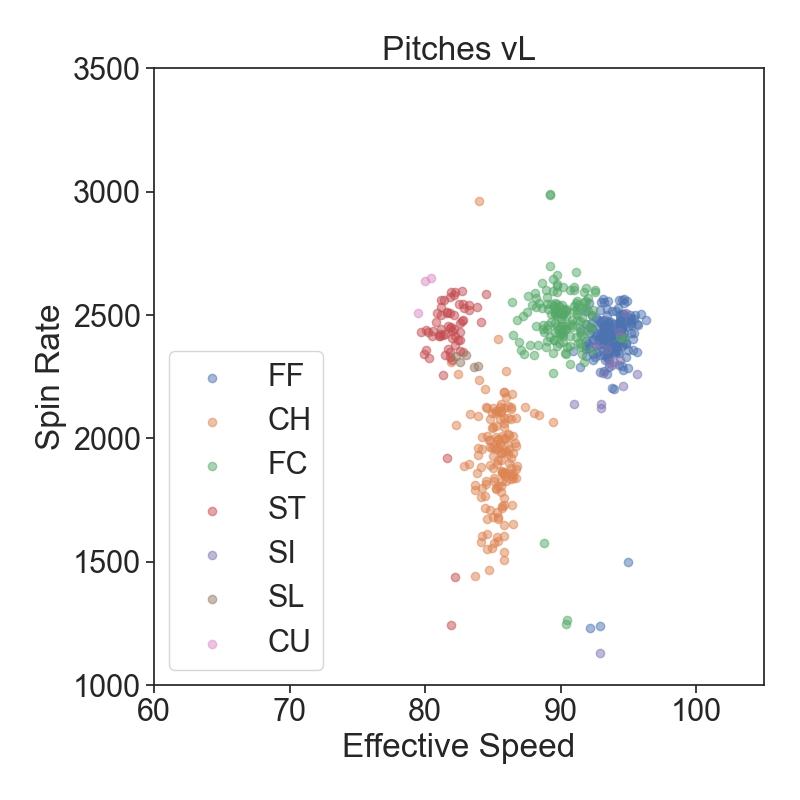 Pitches vL
3500
3000
2500
2000
1500
1000
Spin Rate
FF
CH
FC
ST
SI
SL
CU
60 70 80 90 100
Effective Speed